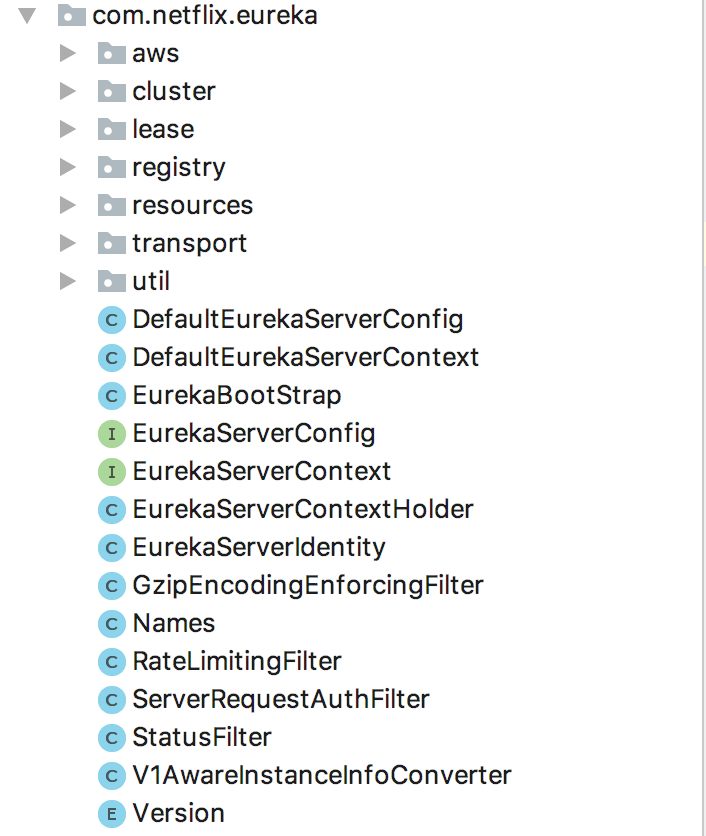 com.netflix.eureka
aws
cluster
lease
registry
resources
transport
util
C DefaultEurekaServerConfig
C DefaultEurekaServerContext
C EurekaBootStrap
I EurekaServerConfig
I EurekaServerContext
C EurekaServerContextHolder
C EurekaServerIdentity
C GzipEncodingEnforcingFilter
C Names
C RateLimitingFilter
C ServerRequestAuthFilter
C StatusFilter
C V1AwareInstanceInfoConverter
E Version